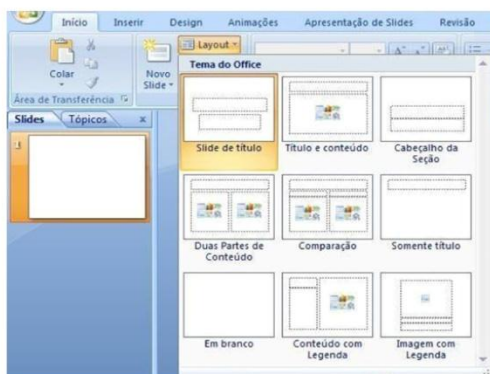 Início Inserir Design Animações Apresentação de Slides Revisão
Colar
Novo
Slide
Layout
Área de Transferência
Tema do Office
Slides Tópicos x
1
Slide de título Título e conteúdo Cabeçalho da
Seção
Duas Partes de
Conteúdo
Comparação Somente título
Em branco Conteúdo com
Legenda
Imagem com
Legenda